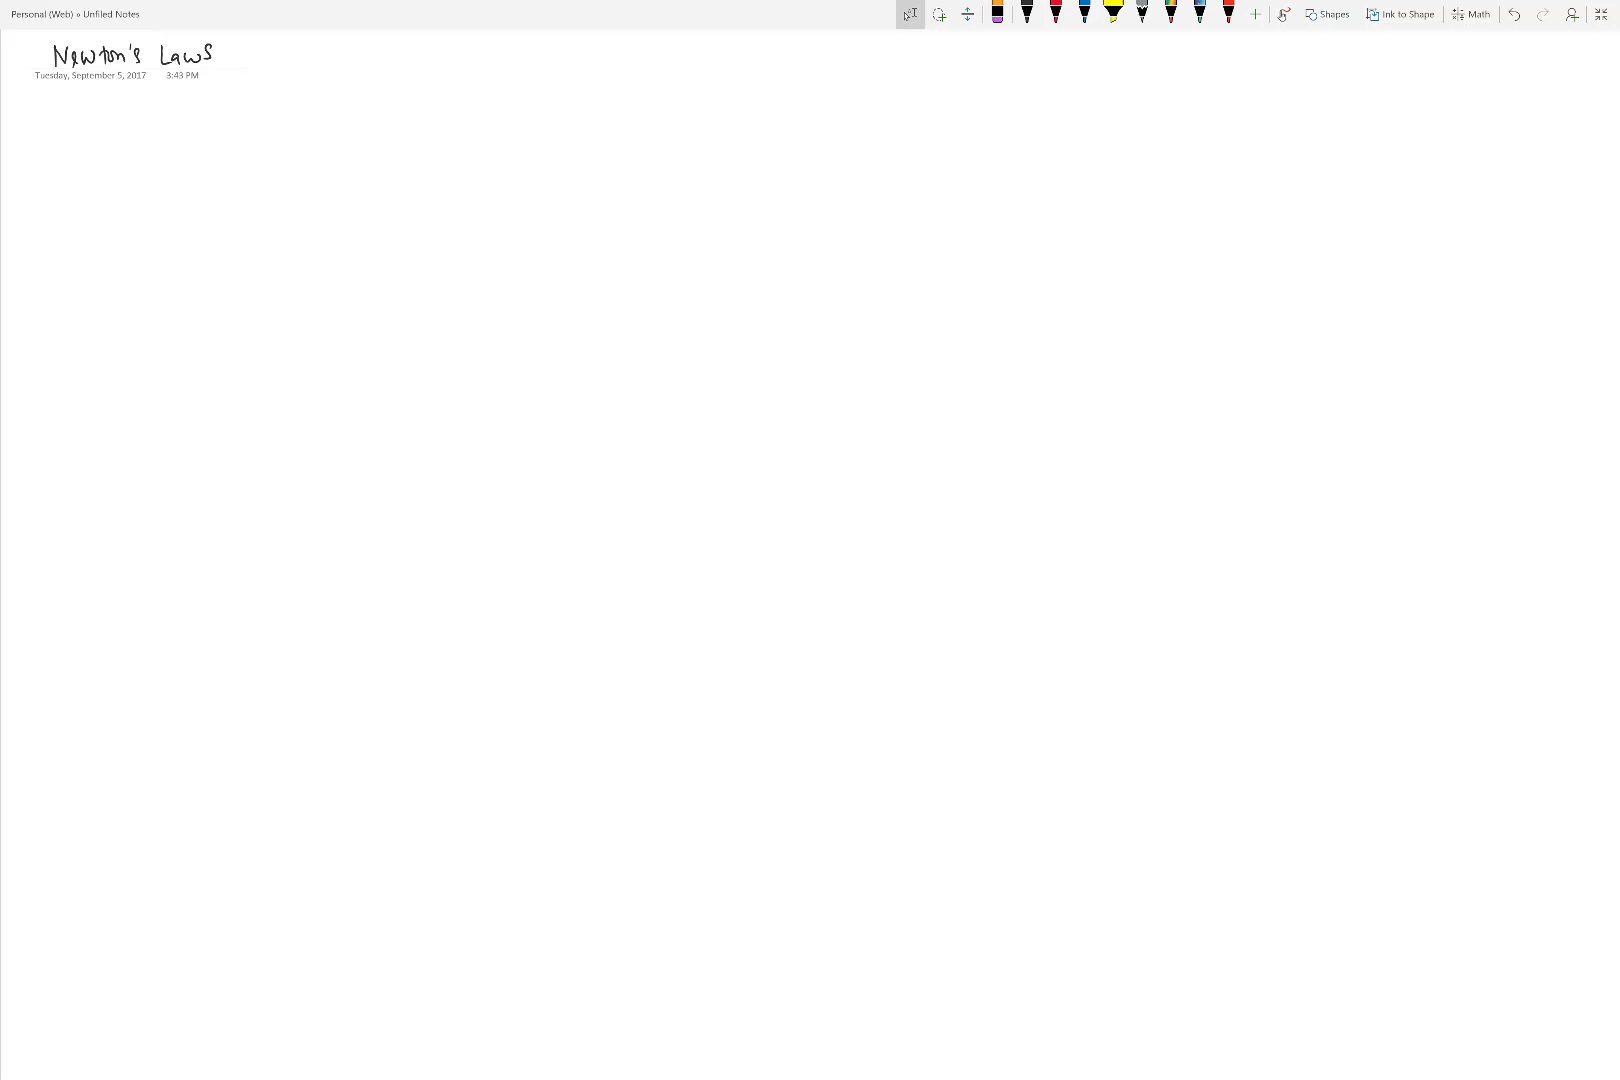 Personal (Web) » Unfiled Notes
Shapes
Ink to Shape
Math
Newton's Laws
Tuesday, September 5, 2017 3:43 PM